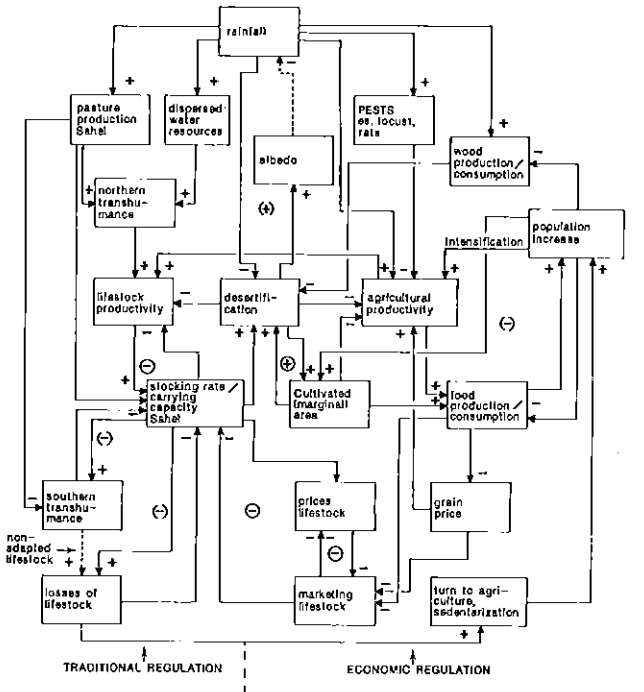 rainfall
pasture
production
Sahel
dispersed
water
resources
PESTS
es. locust,
rats
albedo
wood
production/
consumption
northern
transhu-
mance
population
increase
Intensification
lifestock
productivity
desertifi-
cation
agricultural
productivity
stocking rate/
carrying
capacity
Sahel
Cultivated
(marginal)
area
food
production/
consumption
southern
transhu-
mance
prices
lifestock
grain
price
non-
adapted
lifestock
losses of
lifestock
marketing
lifestock
turn to agri-
culture,
sedentarization
TRADITIONAL REGULATION
ECONOMIC REGULATION